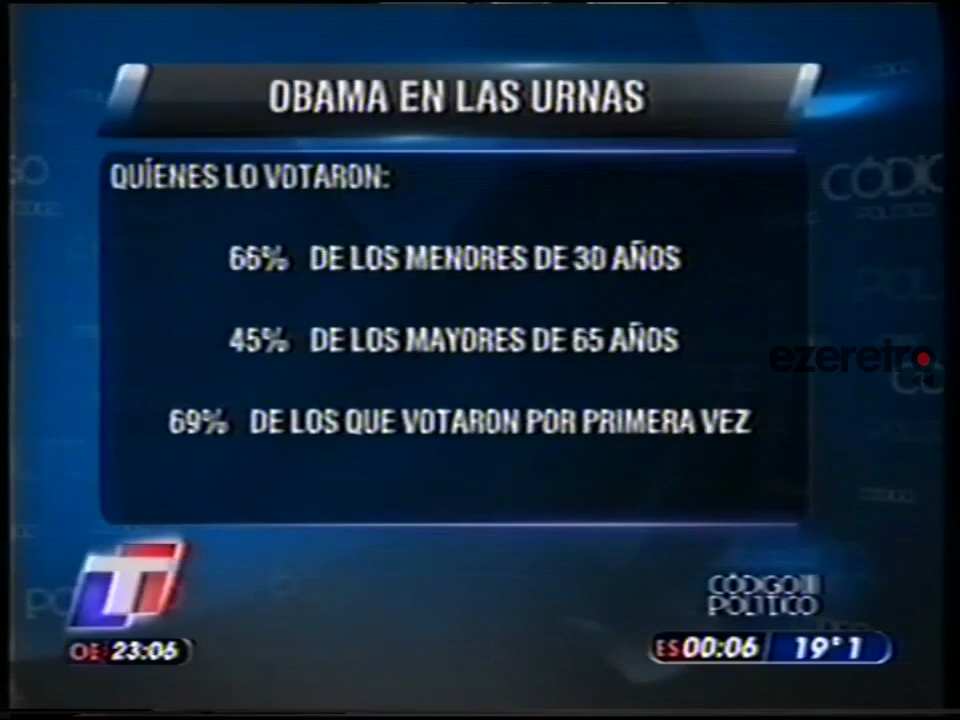 OBAMA EN LAS URNAS
QUÍENES LO VOTARON:
66% DE LOS MENORES DE 30 AÑOS
45% DE LOS MAYORES DE 65 AÑOS
69% DE LOS QUE VOTARON POR PRIMERA VEZ
CÓDIGO
POLITICO
ezeretro
CÓDIGO
POLÍTICO
OE 23:06
ES 00:06 19°1